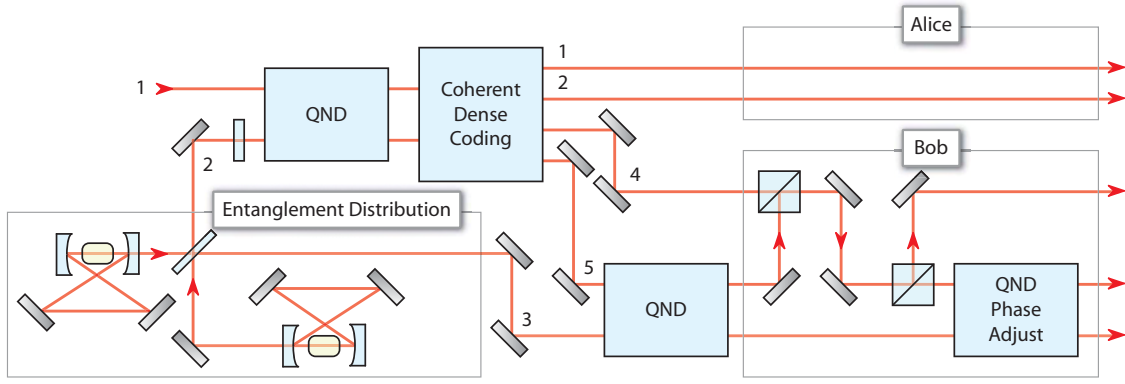 Alice
1
2
1
QND
Coherent
Dense
Coding
2
4
Bob
Entanglement Distribution
5
3
QND
QND
Phase
Adjust